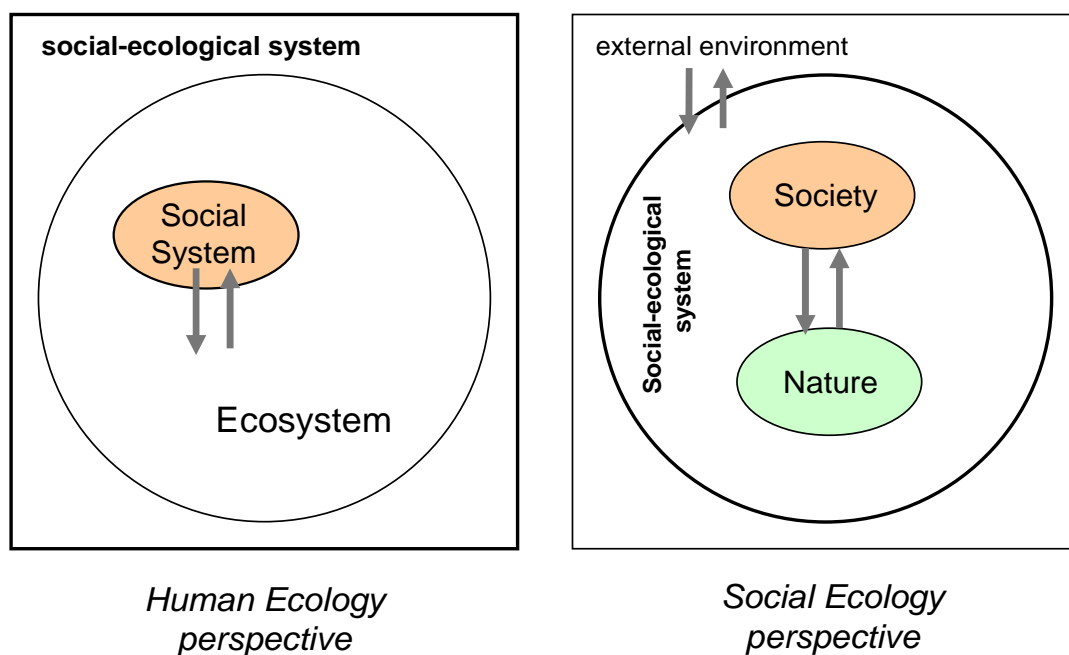 social-ecological system
Social
System
Ecosystem
Human Ecology
perspective
external environment
Society
Social-ecological
system
Nature
Social Ecology
perspective